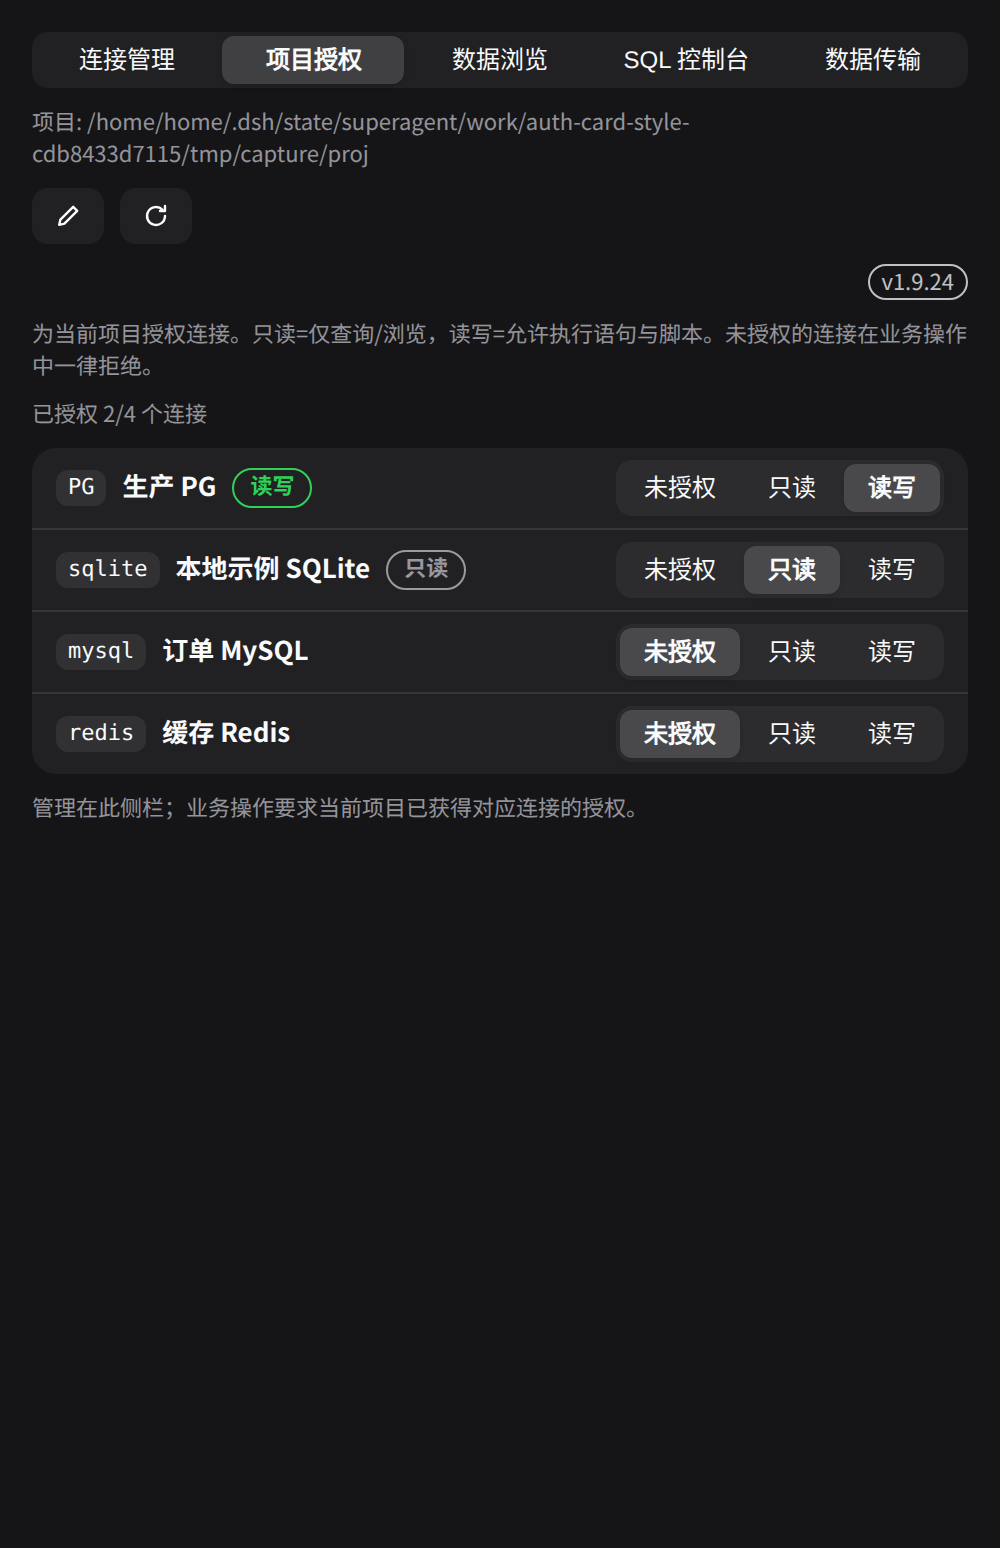 连接管理 项目授权 数据浏览 SQL 控制台 数据传输
项目: /home/home/.dsh/state/superagent/work/auth-card-style-
cdb8433d7115/tmp/capture/proj
v1.9.24
为当前项目授权连接。只读=仅查询/浏览，读写=允许执行语句与脚本。未授权的连接在业务操作
中一律拒绝。
已授权 2/4 个连接
PG 生产 PG 读写 未授权 只读 读写
sqlite 本地示例 SQLite 只读 未授权 只读 读写
mysql 订单 MySQL 未授权 只读 读写
redis 缓存 Redis 未授权 只读 读写
管理在此侧栏；业务操作要求当前项目已获得对应连接的授权。